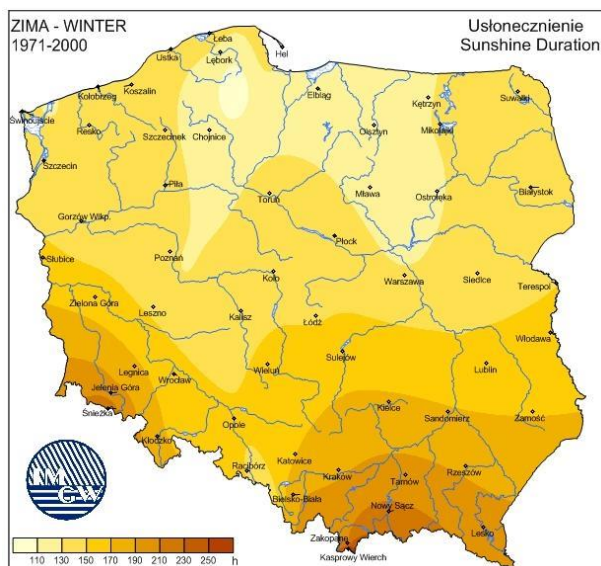 ZIMA - WINTER
1971-2000
Usłonecznienie
Sunshine Duration
Łeba
Ustka
Lębork
Hel
Koszalin
Kołobrzeg
Elbląg
Kętrzyn
Suwałki
Świnoujście
Resko
Szczecinek
Chojnice
Olsztyn
Mikołajki
Szczecin
Piła
Toruń
Mława
Ostrołęka
Białystok
Gorzów Wlkp.
Płock
Słubice
Poznań
Koło
Warszawa
Siedlce
Terespol
Zielona Góra
Leszno
Kalisz
Łódź
Włodawa
Sulejów
Legnica
Wrocław
Wieluń
Lublin
Jelenia Góra
Śnieżka
Kielce
Sandomierz
Zamość
Opole
Kłodzko
Katowice
Racibórz
Kraków
Tarnów
Rzeszów
Bielsko-Biała
Nowy Sącz
Lesko
Zakopane
Kasprowy Wierch
IMGW
110 130 150 170 190 210 230 250 h